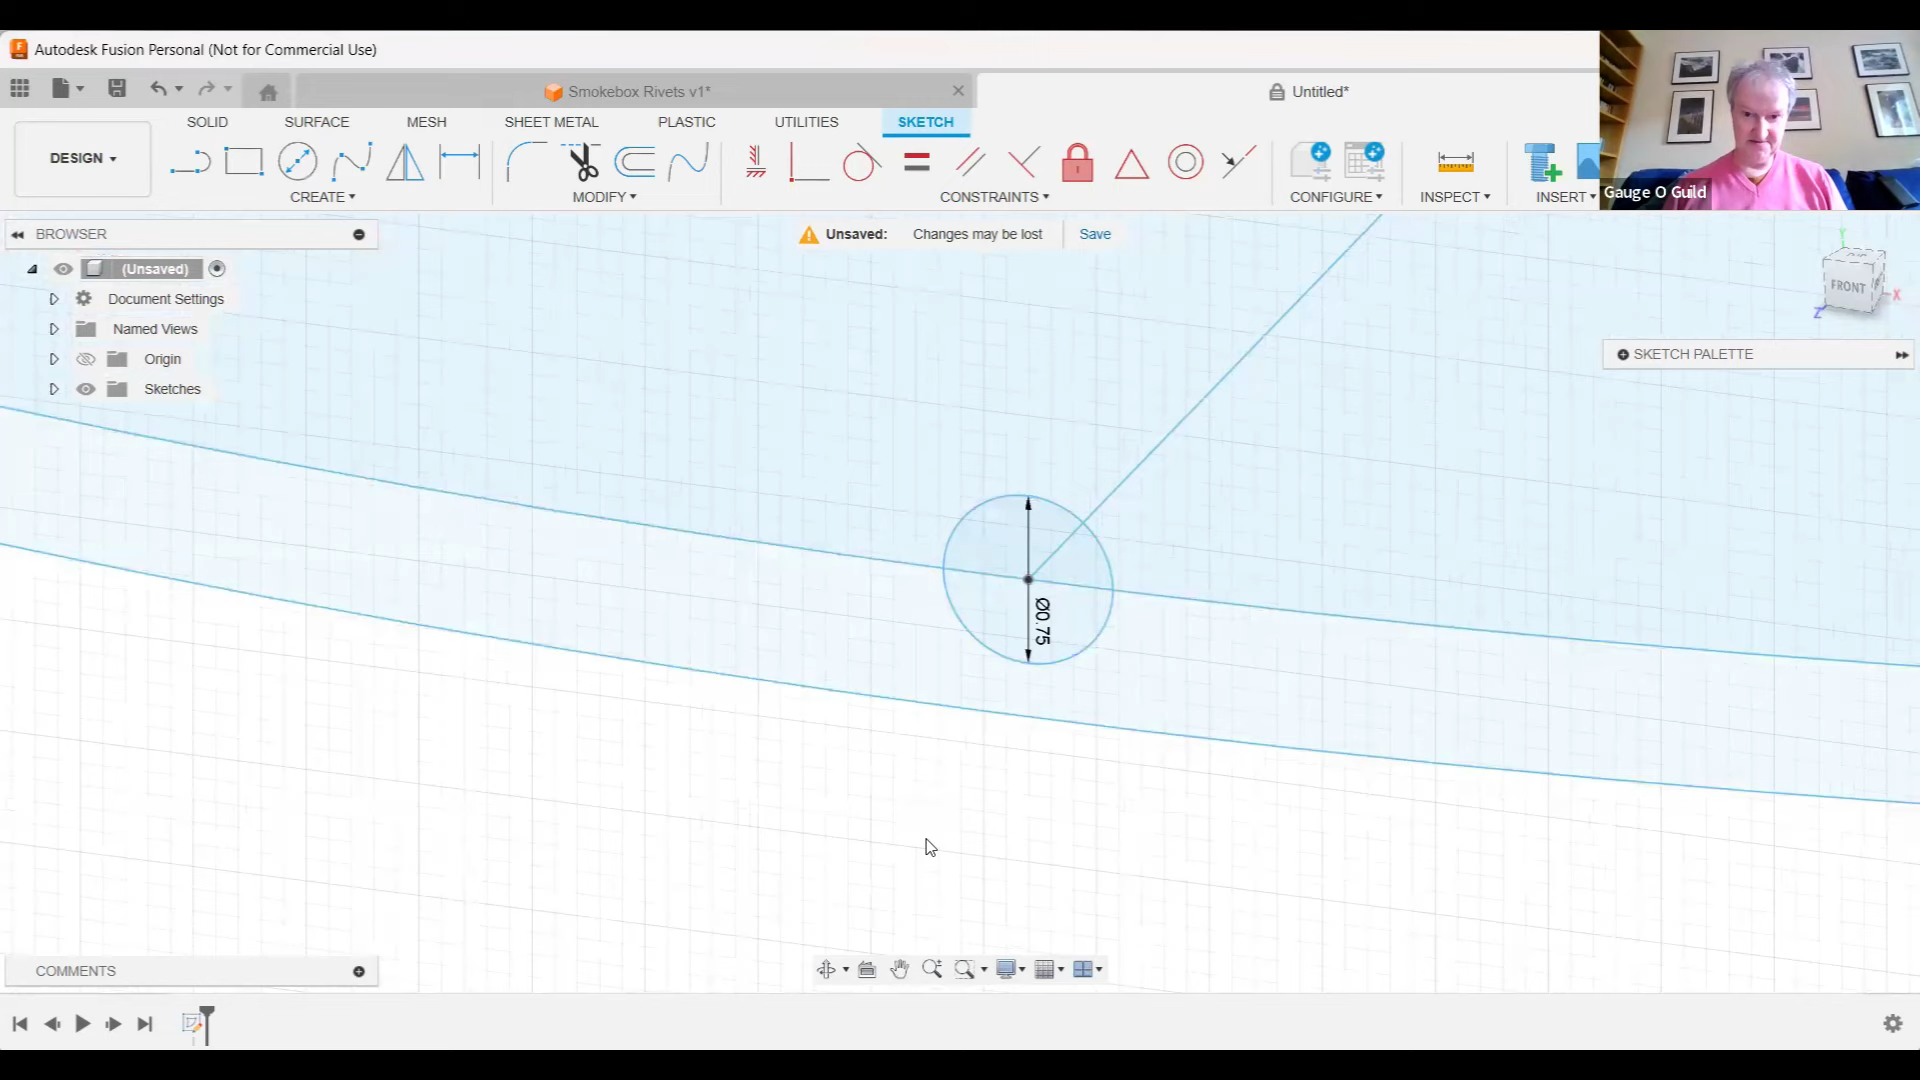 Autodesk Fusion Personal (Not for Commercial Use)
Smokebox Rivets v1*
Untitled*
SOLID
SURFACE
MESH
SHEET METAL
PLASTIC
UTILITIES
SKETCH
DESIGN
CREATE
MODIFY
CONSTRAINTS
CONFIGURE
INSPECT
INSERT
Gauge O Guild
BROWSER
Unsaved: Changes may be lost Save
(Unsaved)
Document Settings
Named Views
Origin
Sketches
Y
FRONT
X
Z
SKETCH PALETTE
Ø0.75
COMMENTS